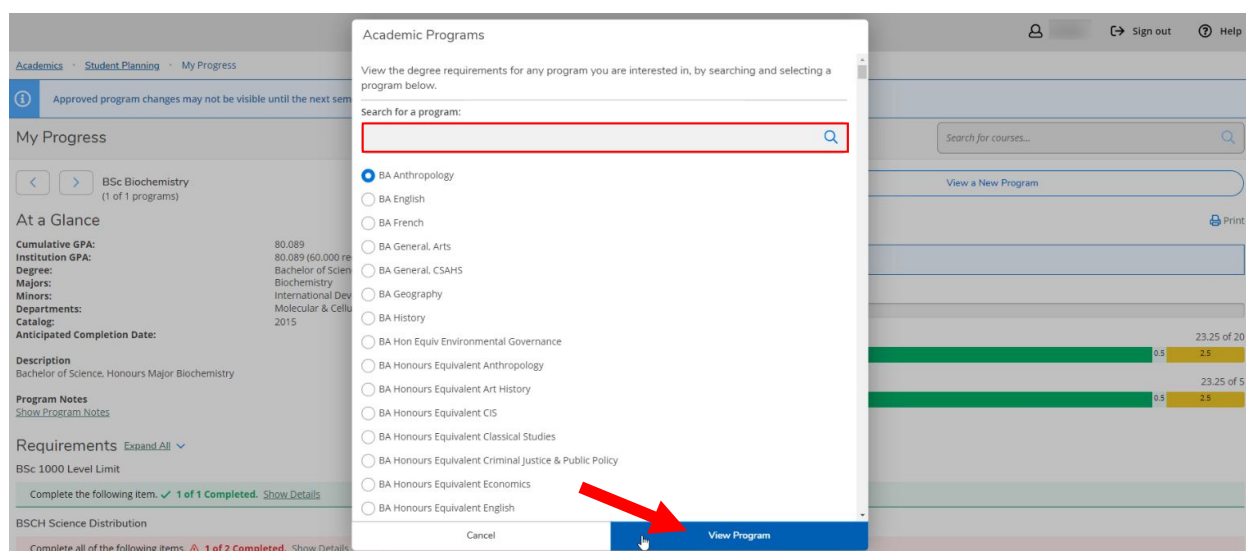 Sign out
Help
Academics · Student Planning · My Progress
Approved program changes may not be visible until the next sem
My Progress
Search for courses...
BSc Biochemistry
(1 of 1 programs)
View a New Program
At a Glance
Print
Cumulative GPA: 80.089
Institution GPA: 80.089 (60.000 re
Degree: Bachelor of Scien
Majors: Biochemistry
Minors: International Dev
Departments: Molecular & Cellu
Catalog: 2015
Anticipated Completion Date:
Description
Bachelor of Science, Honours Major Biochemistry
Program Notes
Show Program Notes
23.25 of 20
0.5 2.5
23.25 of 5
0.5 2.5
Requirements Expand All
BSc 1000 Level Limit
Complete the following item. ✓ 1 of 1 Completed. Show Details
BSCH Science Distribution
Complete all of the following items. 1 of 2 Completed. Show Details
Academic Programs
View the degree requirements for any program you are interested in, by searching and selecting a
program below.
Search for a program:
BA Anthropology
BA English
BA French
BA General, Arts
BA General, CSAHS
BA Geography
BA History
BA Hon Equiv Environmental Governance
BA Honours Equivalent Anthropology
BA Honours Equivalent Art History
BA Honours Equivalent CIS
BA Honours Equivalent Classical Studies
BA Honours Equivalent Criminal Justice & Public Policy
BA Honours Equivalent Economics
BA Honours Equivalent English
Cancel
View Program